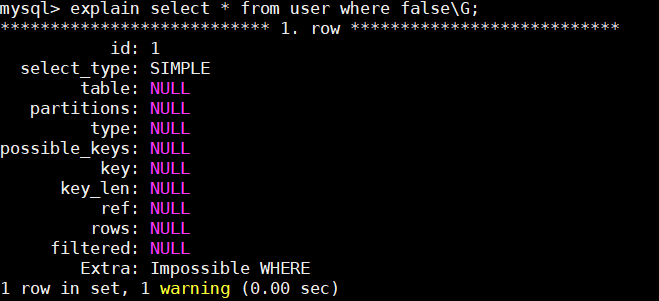 mysql> explain select * from user where false\G;
*************************** 1. row ***************************
id: 1
select_type: SIMPLE
table: NULL
partitions: NULL
type: NULL
possible_keys: NULL
key: NULL
key_len: NULL
ref: NULL
rows: NULL
filtered: NULL
Extra: Impossible WHERE
1 row in set, 1 warning (0.00 sec)